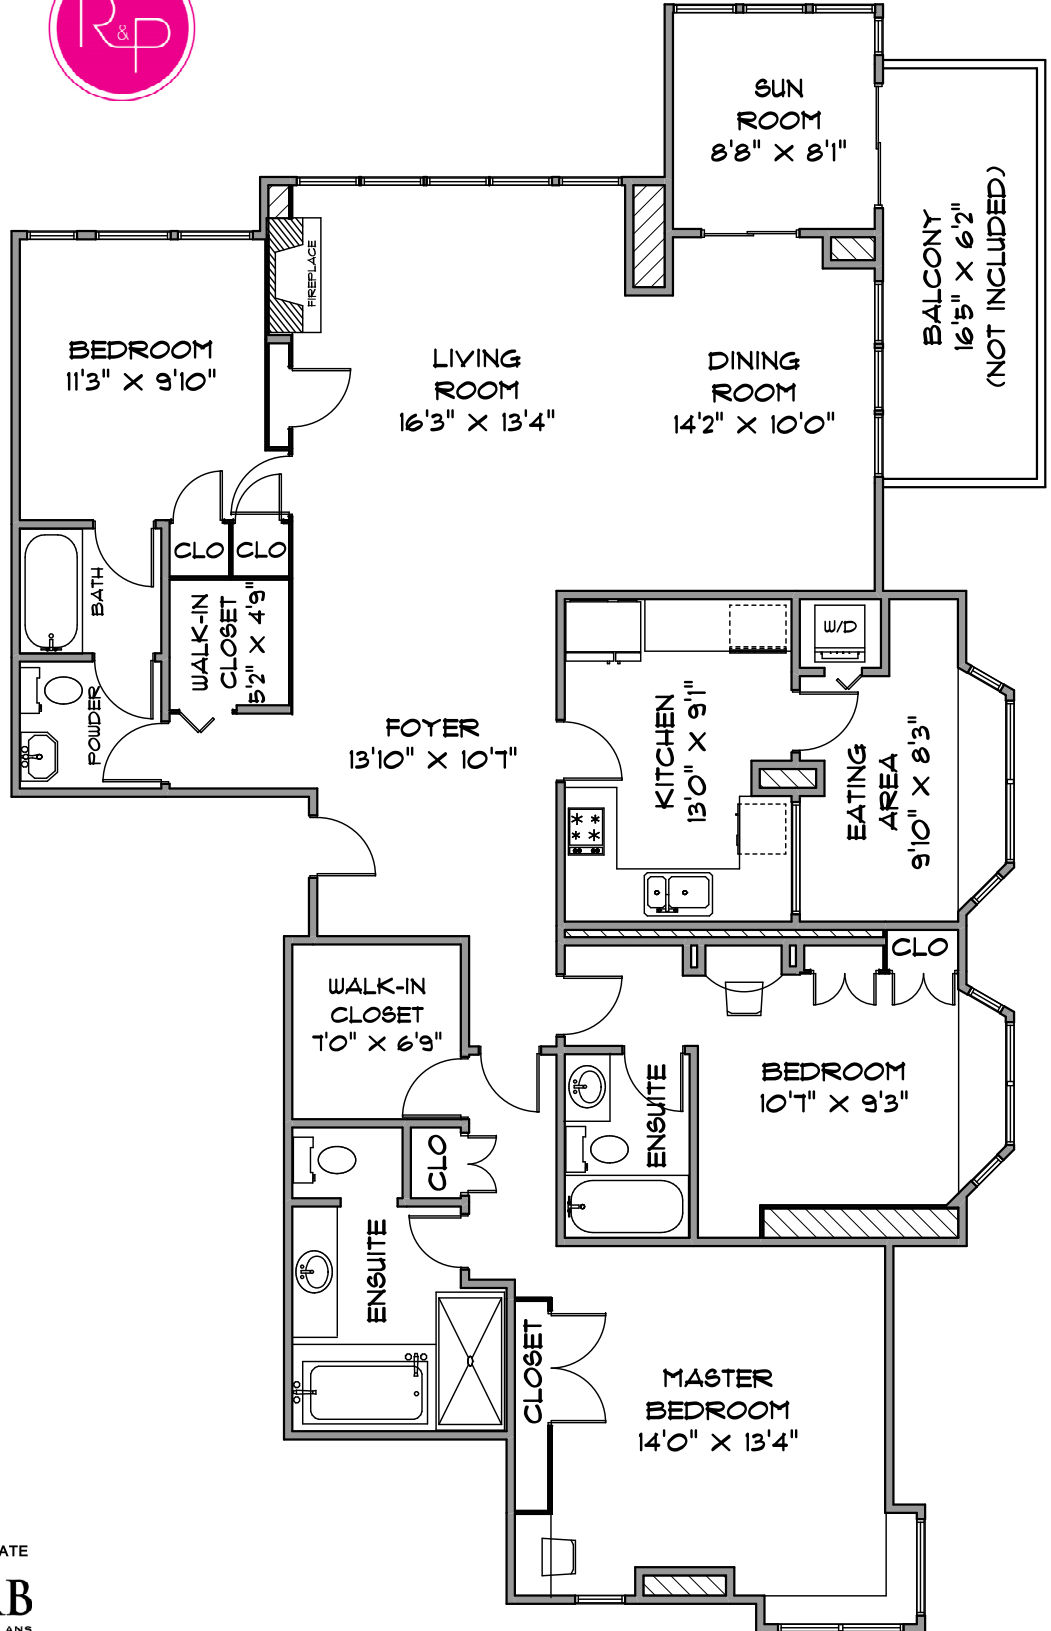 R&P
SUN
ROOM
8'8" X 8'1"
BALCONY
16'5" X 6'2"
(NOT INCLUDED)
FIREPLACE
BEDROOM
11'3" X 9'10"
LIVING
ROOM
16'3" X 13'4"
DINING
ROOM
14'2" X 10'0"
CLO
CLO
BATH
WALK-IN
CLOSET
5'2" X 4'9"
W/D
POWDER
FOYER
13'10" X 10'7"
KITCHEN
13'0" X 9'1"
EATING
AREA
9'10" X 8'3"
CLO
WALK-IN
CLOSET
7'0" X 6'9"
BEDROOM
10'7" X 9'3"
ENSUITE
CLO
ENSUITE
CLOSET
MASTER
BEDROOM
14'0" X 13'4"
ATE
B
ANS